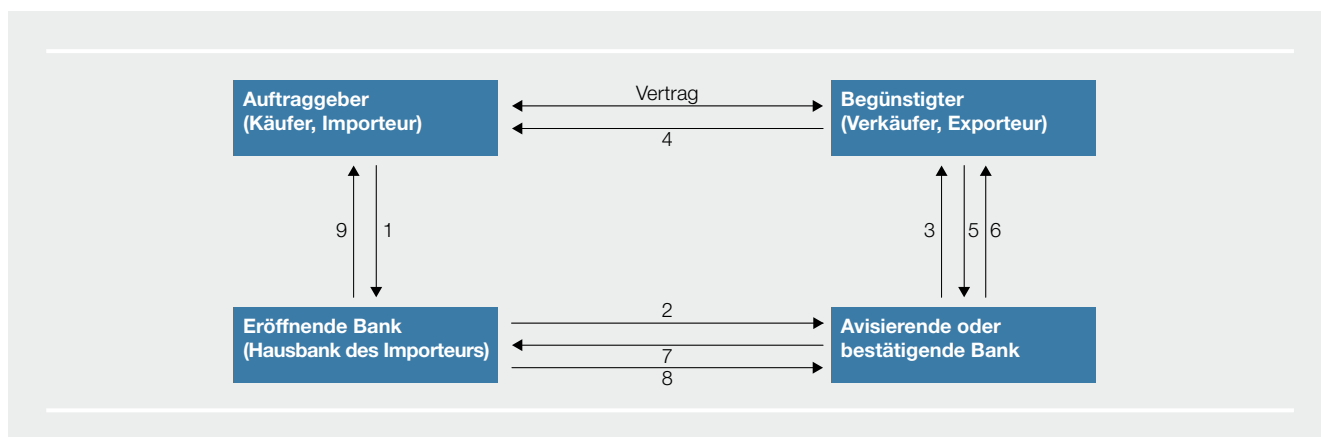 Auftraggeber
(Käufer, Importeur)
Vertrag
4
Begünstigter
(Verkäufer, Exporteur)
9
1
3
5
6
Eröffnende Bank
(Hausbank des Importeurs)
2
7
8
Avisierende oder
bestätigende Bank